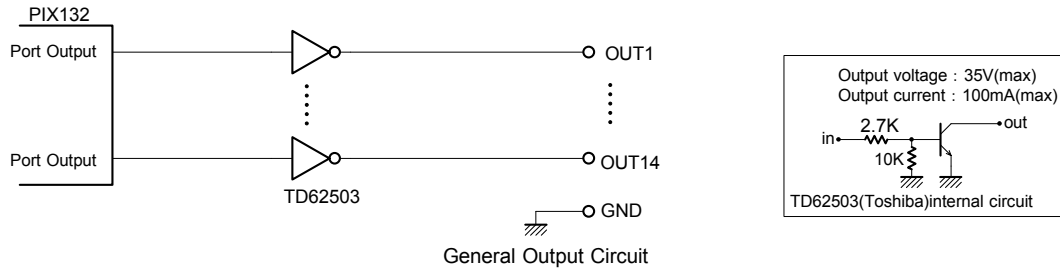 PIX132
Port Output
OUT1
Port Output
OUT14
TD62503
GND
General Output Circuit
Output voltage : 35V(max)
Output current : 100mA(max)
2.7K
in
out
10K
TD62503(Toshiba)internal circuit